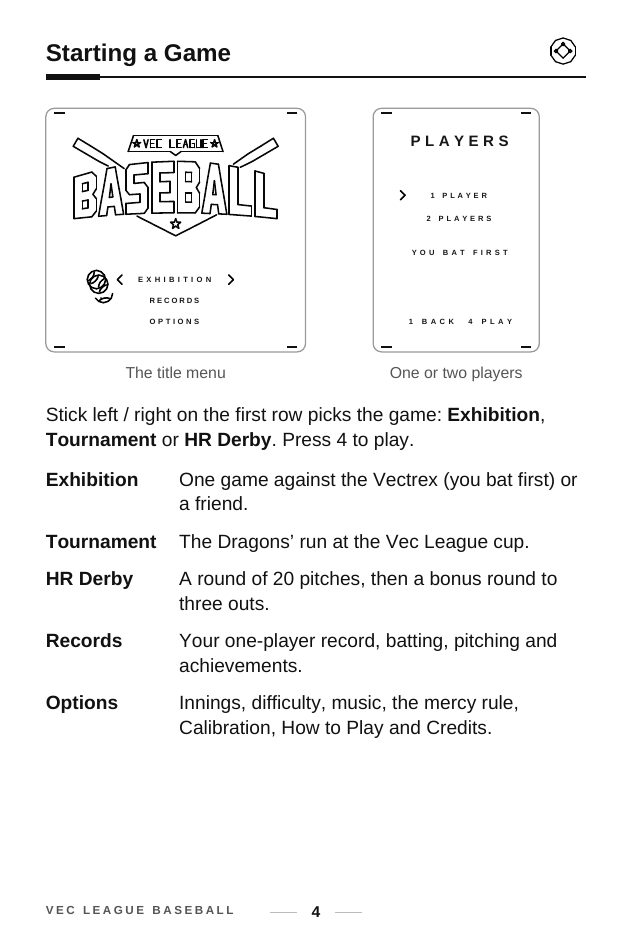 Starting a Game
VEC LEAGUE
BASEBALL
EXHIBITION
RECORDS
OPTIONS
The title menu
PLAYERS
1 PLAYER
2 PLAYERS
YOU BAT FIRST
1 BACK 4 PLAY
One or two players
Stick left / right on the first row picks the game: Exhibition,
Tournament or HR Derby. Press 4 to play.
Exhibition One game against the Vectrex (you bat first) or
a friend.
Tournament The Dragons’ run at the Vec League cup.
HR Derby A round of 20 pitches, then a bonus round to
three outs.
Records Your one-player record, batting, pitching and
achievements.
Options Innings, difficulty, music, the mercy rule,
Calibration, How to Play and Credits.
VEC LEAGUE BASEBALL 4